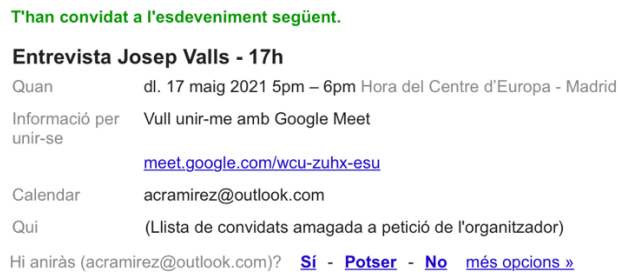 T'han convidat a l'esdeveniment següent.
Entrevista Josep Valls - 17h
Quan dl. 17 maig 2021 5pm – 6pm Hora del Centre d’Europa - Madrid
Informació per unir-se Vull unir-me amb Google Meet
meet.google.com/wcu-zuhx-esu
Calendar acramirez@outlook.com
Qui (Llista de convidats amagada a petició de l'organitzador)
Hi aniràs (acramirez@outlook.com)? Sí - Potser - No més opcions »